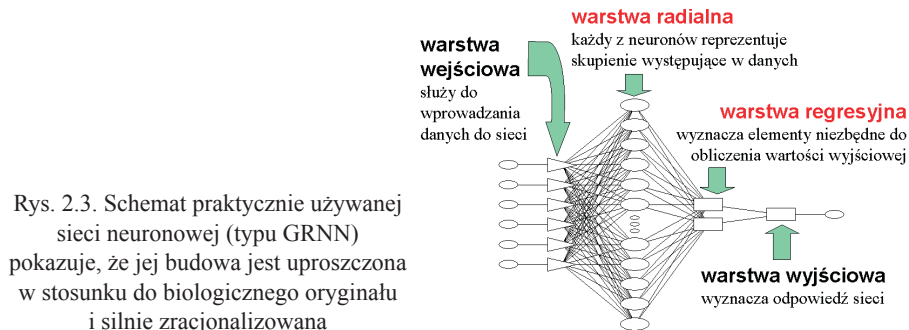 Rys. 2.3. Schemat praktycznie używanej
sieci neuronowej (typu GRNN)
pokazuje, że jej budowa jest uproszczona
w stosunku do biologicznego oryginału
i silnie zracjonalizowana
warstwa
wejściowa
służy do
wprowadzania
danych do sieci
warstwa radialna
każdy z neuronów reprezentuje
skupienie występujące w danych
warstwa regresyjna
wyznacza elementy niezbędne do
obliczenia wartości wyjściowej
warstwa wyjściowa
wyznacza odpowiedź sieci